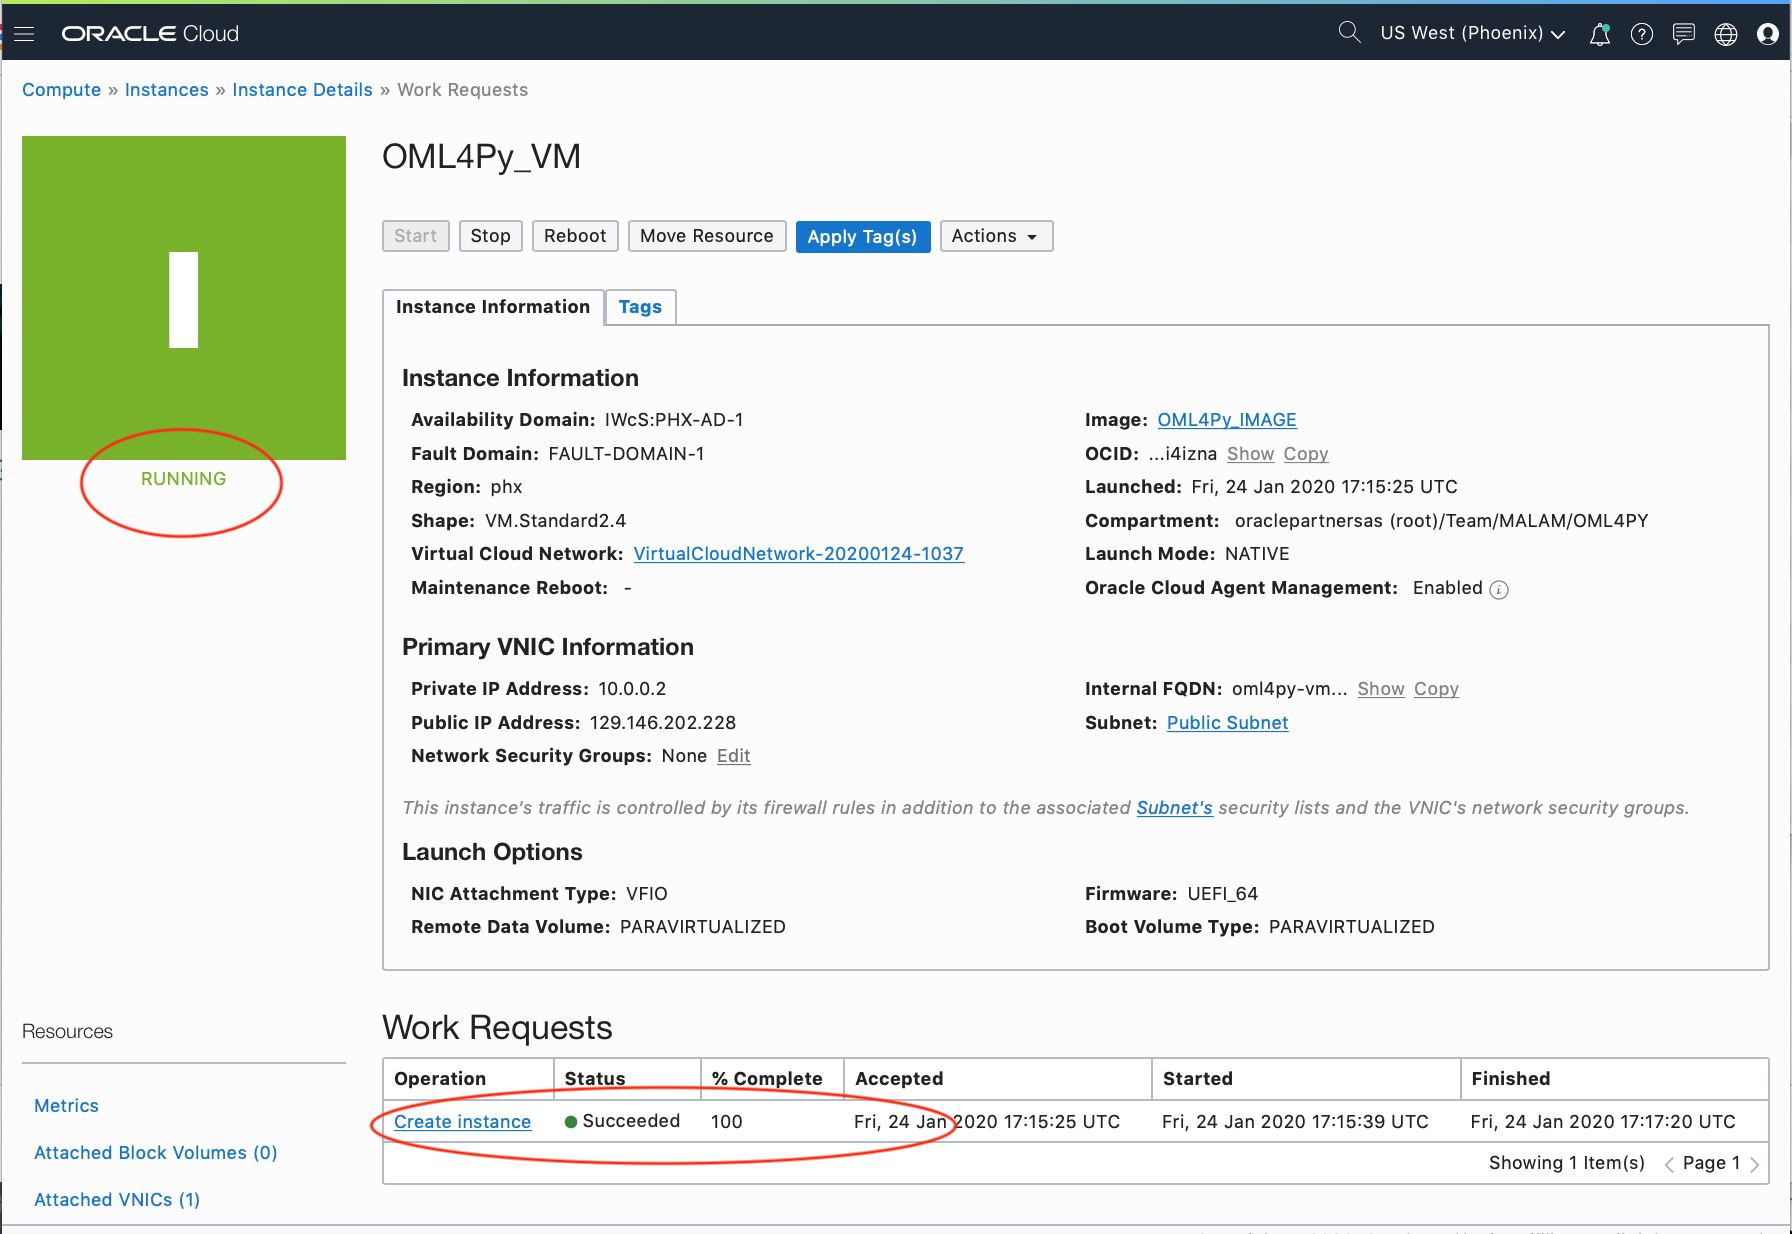 ORACLE Cloud
US West (Phoenix)
Compute » Instances » Instance Details » Work Requests
OML4Py_VM
Start Stop Reboot Move Resource Apply Tag(s) Actions
Instance Information Tags
RUNNING
Instance Information
Availability Domain: IWcS:PHX-AD-1
Fault Domain: FAULT-DOMAIN-1
Region: phx
Shape: VM.Standard2.4
Virtual Cloud Network: VirtualCloudNetwork-20200124-1037
Maintenance Reboot: -
Image: OML4Py_IMAGE
OCID: ...i4izna Show Copy
Launched: Fri, 24 Jan 2020 17:15:25 UTC
Compartment: oraclepartnersas (root)/Team/MALAM/OML4PY
Launch Mode: NATIVE
Oracle Cloud Agent Management: Enabled
Primary VNIC Information
Private IP Address: 10.0.0.2
Public IP Address: 129.146.202.228
Network Security Groups: None Edit
Internal FQDN: oml4py-vm... Show Copy
Subnet: Public Subnet
This instance's traffic is controlled by its firewall rules in addition to the associated Subnet's security lists and the VNIC's network security groups.
Launch Options
NIC Attachment Type: VFIO
Remote Data Volume: PARAVIRTUALIZED
Firmware: UEFI_64
Boot Volume Type: PARAVIRTUALIZED
Resources
Metrics
Attached Block Volumes (0)
Attached VNICs (1)
Work Requests
Operation Status % Complete Accepted Started Finished
Create instance Succeeded 100 Fri, 24 Jan 2020 17:15:25 UTC Fri, 24 Jan 2020 17:15:39 UTC Fri, 24 Jan 2020 17:17:20 UTC
Showing 1 Item(s) < Page 1 >